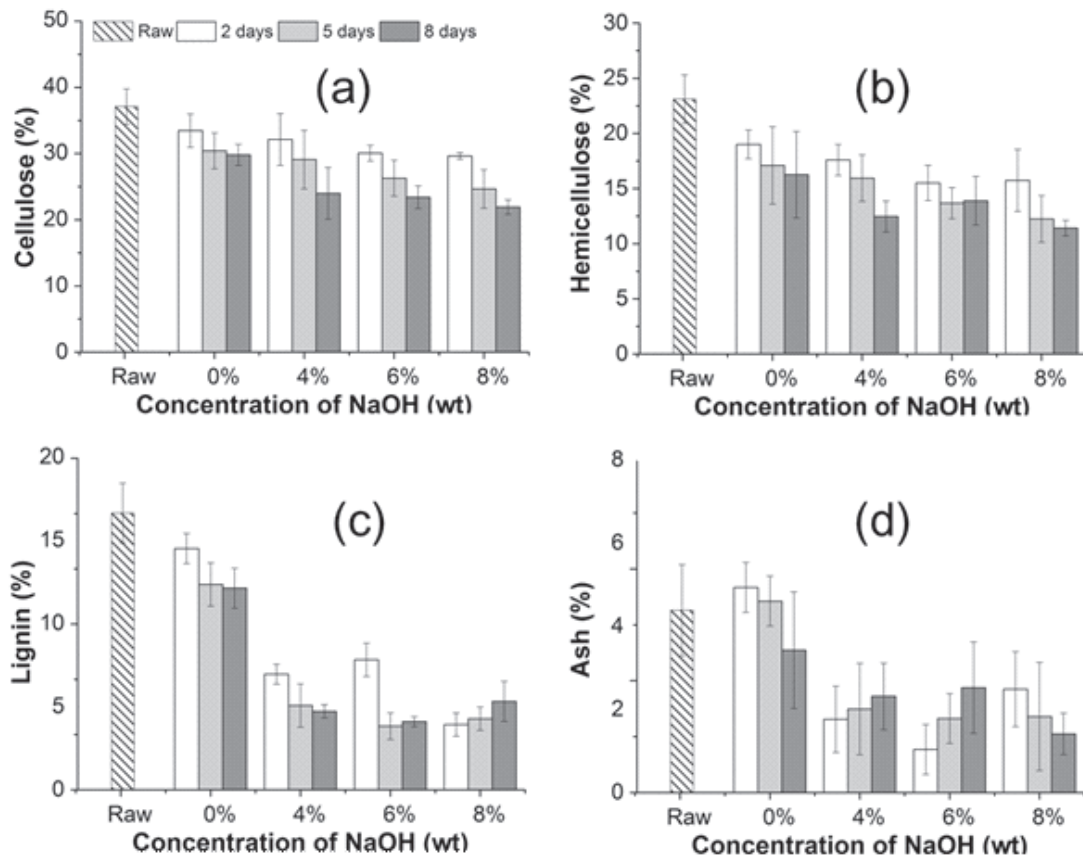 50
40
30
20
10
0
Cellulose (%)
Raw 2 days 5 days 8 days
(a)
Raw 0% 4% 6% 8%
Concentration of NaOH (wt)
30
25
20
15
10
5
0
Hemicellulose (%)
(b)
Raw 0% 4% 6% 8%
Concentration of NaOH (wt)
20
15
10
5
0
Lignin (%)
(c)
Raw 0% 4% 6% 8%
Concentration of NaOH (wt)
8
6
4
2
0
Ash (%)
(d)
Raw 0% 4% 6% 8%
Concentration of NaOH (wt)